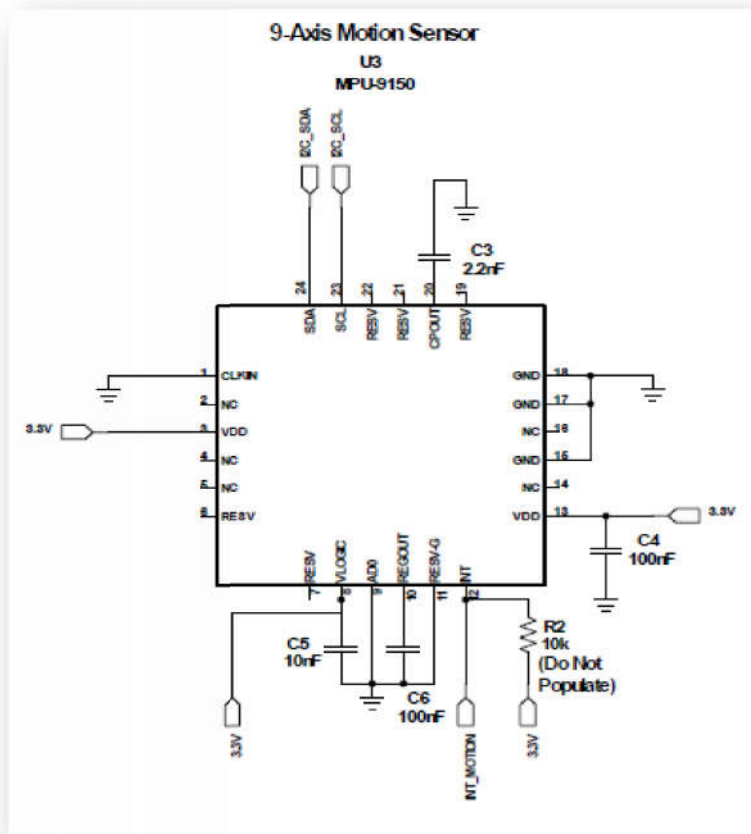 9-Axis Motion Sensor
U3
MPU-9150
I2C_SDA
I2C_SCL
C3
2.2nF
24
23
22
21
20
19
SDA
SCL
RESV
RESV
CPOUT
RESV
1 CLKIN
2 NC
3.3V
3 VDD
4 NC
5 NC
6 RESV
GND 18
GND 17
NC 16
GND 15
NC 14
VDD 13
3.3V
C4
100nF
RESV
VLOGIC
AD0
REGOUT
RESV-G
INT
7
8
9
10
11
12
C5
10nF
C6
100nF
R2
10k
(Do Not
Populate)
3.3V
INT_MOTION
3.3V